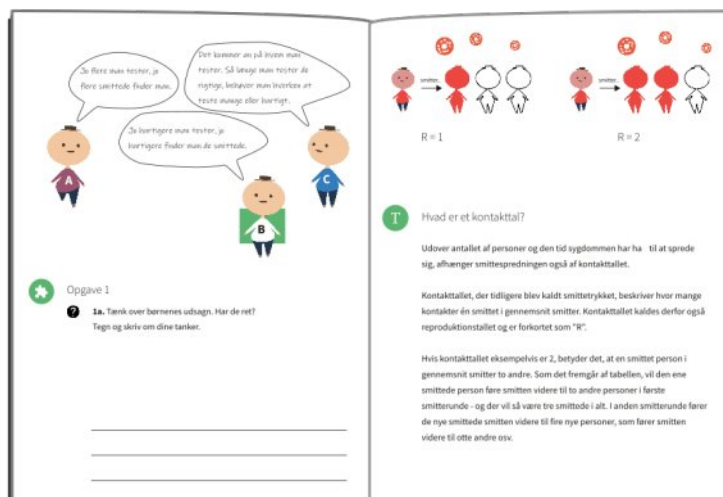 Jo flere man tester, jo
flere smittede finder man.
Det kommer an på hvem man
tester. Så længe man tester de
rigtige, behøver man hverken at
teste mange eller hurtigt.
Jo hurtigere man tester, jo
hurtigere finder man de smittede.
A
C
B
Opgave 1
1a. Tænk over børnenes udsagn. Har de ret?
Tegn og skriv om dine tanker.
smitter
smitter
R = 1
R = 2
T
Hvad er et kontakttal?
Udover antallet af personer og den tid sygdommen har ha til at sprede
sig, afhænger smittespredningen også af kontakttallet.
Kontakttallet, der tidligere blev kaldt smittetrykket, beskriver hvor mange
kontakter én smittet i gennemsnit smitter. Kontakttallet kaldes derfor også
reproduktionstallet og er forkortet som "R".
Hvis kontakttallet eksempelvis er 2, betyder det, at en smittet person i
gennemsnit smitter to andre. Som det fremgår af tabellen, vil den ene
smittede person føre smitten videre til to andre personer i første
smitterunde - og der vil så være tre smittede i alt. I anden smitterunde fører
de nye smittede smitten videre til fire nye personer, som fører smitten
videre til otte andre osv.